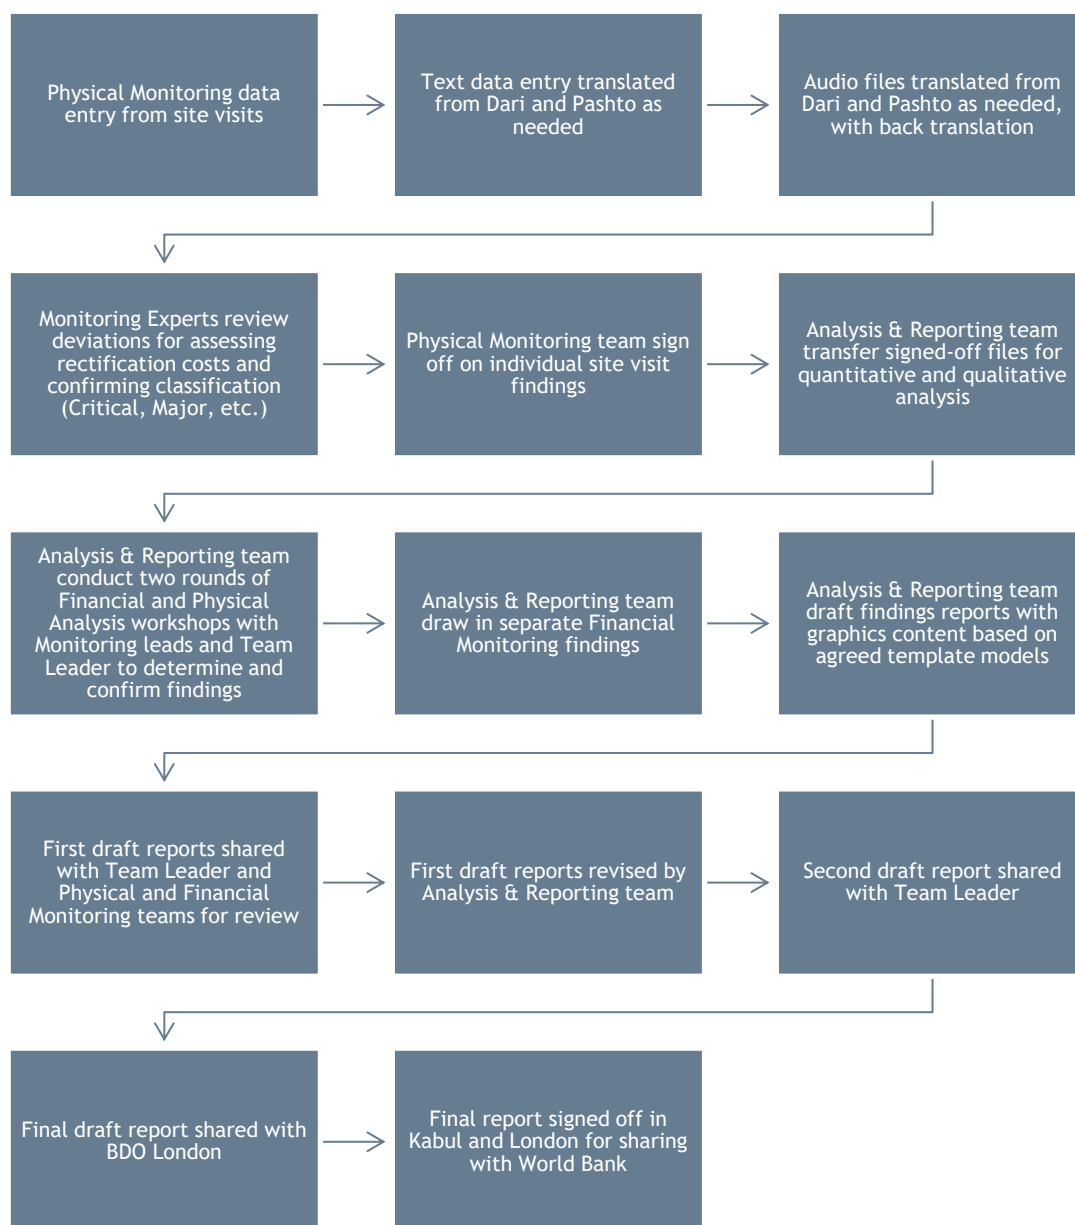 Physical Monitoring data
entry from site visits
Text data entry translated
from Dari and Pashto as
needed
Audio files translated from
Dari and Pashto as needed,
with back translation
Monitoring Experts review
deviations for assessing
rectification costs and
confirming classification
(Critical, Major, etc.)
Physical Monitoring team sign
off on individual site visit
findings
Analysis & Reporting team
transfer signed-off files for
quantitative and qualitative
analysis
Analysis & Reporting team
conduct two rounds of
Financial and Physical
Analysis workshops with
Monitoring leads and Team
Leader to determine and
confirm findings
Analysis & Reporting team
draw in separate Financial
Monitoring findings
Analysis & Reporting team
draft findings reports with
graphics content based on
agreed template models
First draft reports shared
with Team Leader and
Physical and Financial
Monitoring teams for review
First draft reports revised by
Analysis & Reporting team
Second draft report shared
with Team Leader
Final draft report shared with
BDO London
Final report signed off in
Kabul and London for sharing
with World Bank